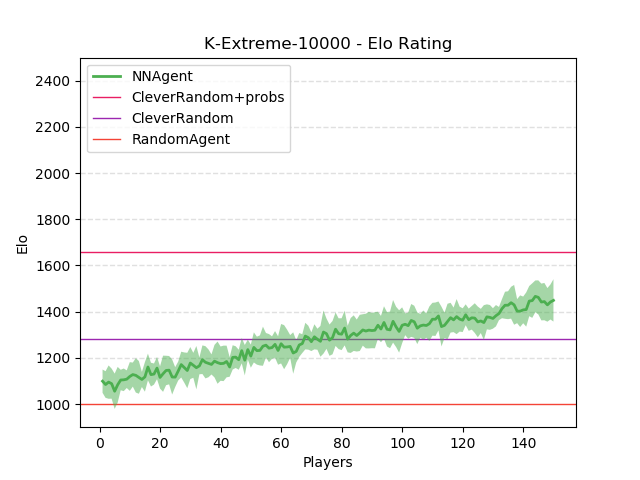 K-Extreme-10000 - Elo Rating
NNAgent
CleverRandom+probs
CleverRandom
RandomAgent
2400
2200
2000
1800
1600
1400
1200
1000
Elo
0 20 40 60 80 100 120 140
Players